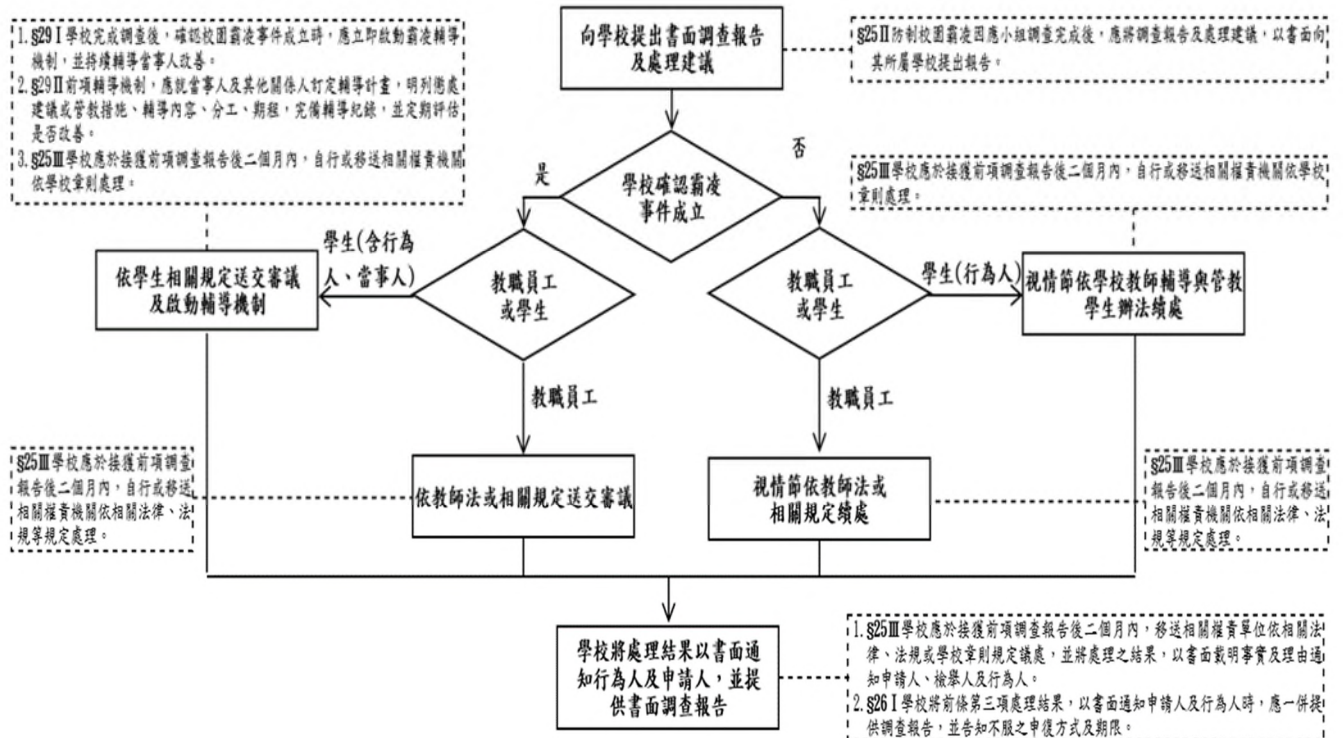 1. §29 I 學校完成調查後，確認校園霸凌事件成立時，應立即啟動霸凌輔導
機制，並持續輔導當事人改善。
2. §29II前項輔導機制，應就當事人及其他關係人訂定輔導計畫，明列懲處
建議或管教措施、輔導內容、分工、期程，完備輔導紀錄，並定期評估
是否改善。
3. §25III學校應於接獲前項調查報告後二個月內，自行或移送相關權責機關
依學校章則處理。
向學校提出書面調查報告
及處理建議
§25II防制校園霸凌因應小組調查完成後，應將調查報告及處理建議，以書面向
其所屬學校提出報告。
是
學校確認霸凌
事件成立
否
§25III學校應於接獲前項調查報告後二個月內，自行或移送相關權責機關依學校
章則處理。
依學生相關規定送交審議
及啟動輔導機制
學生(含行為
人、當事人)
教職員工
或學生
教職員工
或學生
學生(行為人)
視情節依學校教師輔導與管教
學生辦法續處
教職員工
教職員工
§25III學校應於接獲前項調查
報告後二個月內，自行或移送
相關權責機關依相關法律、法
規等規定處理。
依教師法或相關規定送交審議
視情節依教師法或
相關規定續處
§25III學校應於接獲前項調查
報告後二個月內，自行或移送
相關權責機關依相關法律、法
規等規定處理。
學校將處理結果以書面通
知行為人及申請人，並提
供書面調查報告
1. §25III學校應於接獲前項調查報告後二個月內，移送相關權責單位依相關法
律、法規或學校章則規定議處，並將處理之結果，以書面載明事實及理由通
知申請人、檢舉人及行為人。
2. §26 I 學校將前條第三項處理結果，以書面通知申請人及行為人時，應一併提
供調查報告，並告知不服之申復方式及期限。